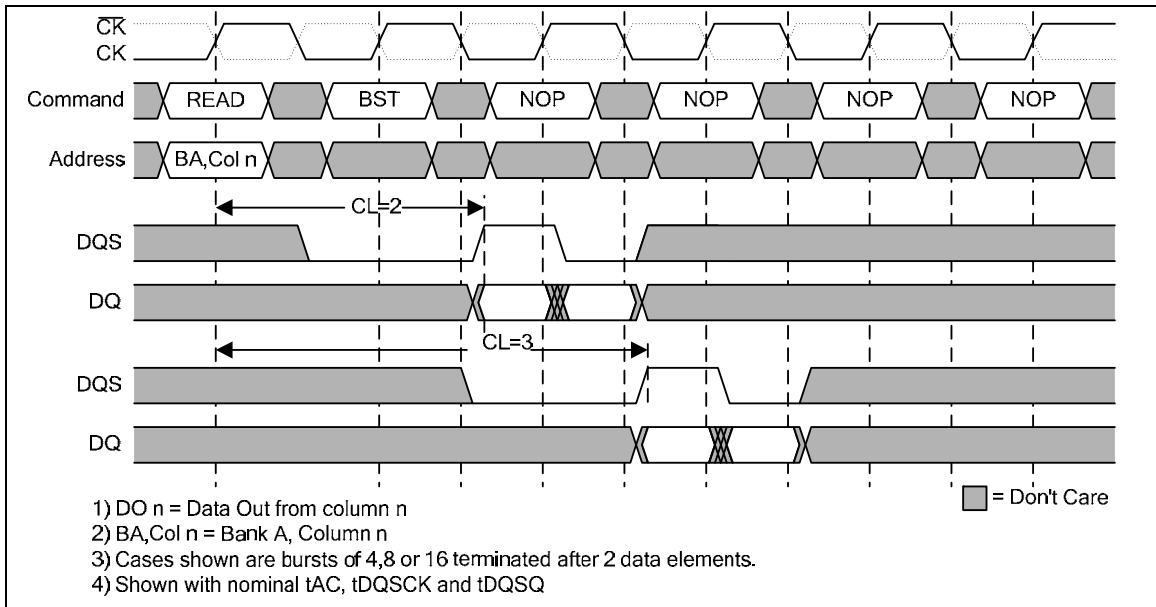 CK
CK
Command READ BST NOP NOP NOP NOP
Address BA,Col n
CL=2
DQS
DQ
CL=3
DQS
DQ
= Don't Care
1) DO n = Data Out from column n
2) BA,Col n = Bank A, Column n
3) Cases shown are bursts of 4,8 or 16 terminated after 2 data elements.
4) Shown with nominal tAC, tDQSCK and tDQSQ